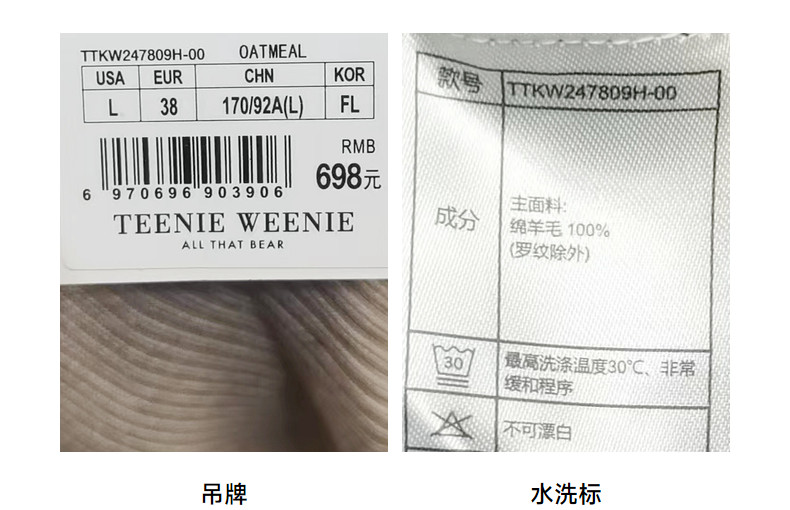 TTKW247809H-00 OATMEAL
USA EUR CHN KOR
L 38 170/92A(L) FL
RMB
698元
6 970696 903906
TEENIE WEENIE
ALL THAT BEAR
款号 TTKW247809H-00
成分
主面料:
绵羊毛 100%
(罗纹除外)
30 最高洗涤温度30℃、非常
缓和程序
不可漂白
吊牌 水洗标